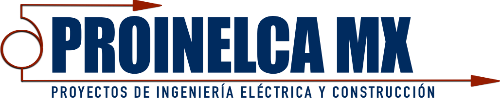 PROINELCA MX
PROYECTOS DE INGENIERÍA ELÉCTRICA Y CONSTRUCCIÓN